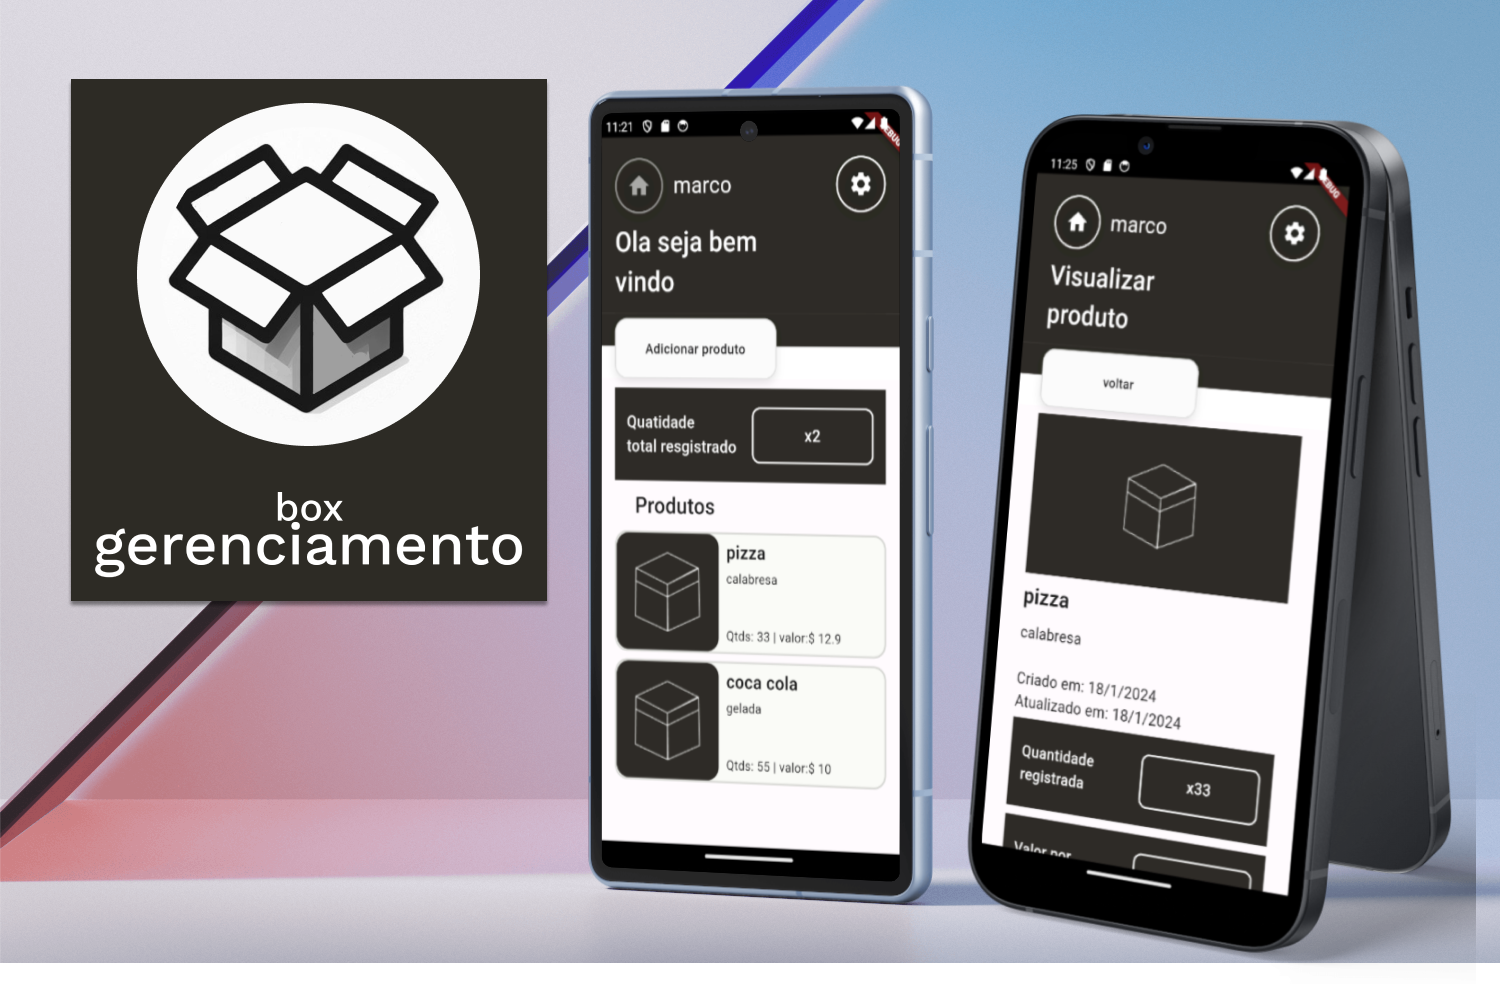 box
gerenciamento
11:21
DEBUG
marco
Ola seja bem
vindo
Adicionar produto
Quatidade
total resgistrado
x2
Produtos
pizza
calabresa
Qtds: 33 | valor:$ 12.9
coca cola
gelada
Qtds: 55 | valor:$ 10
11:25
DEBUG
marco
Visualizar
produto
voltar
pizza
calabresa
Criado em: 18/1/2024
Atualizado em: 18/1/2024
Quantidade
registrada
x33
Valor por